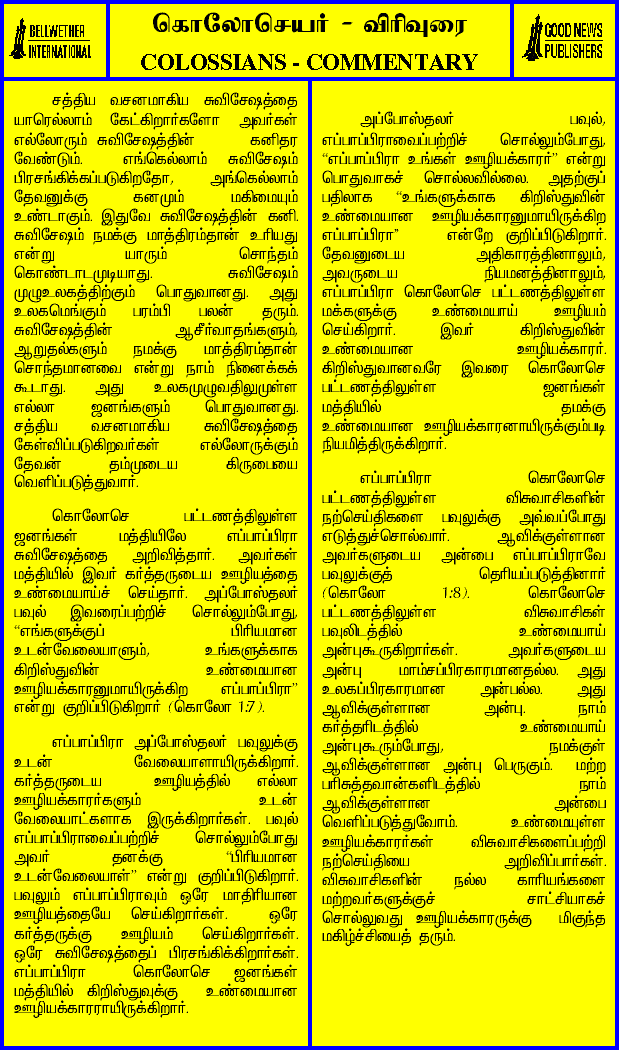 BELLWETHER
INTERNATIONAL
கொலோசெயர் - விரிவுரை
COLOSSIANS - COMMENTARY
GOOD NEWS
PUBLISHERS
சத்திய வசனமாகிய சுவிசேஷத்தை
யாரெல்லாம் கேட்கிறார்களோ அவர்கள்
எல்லோரும் சுவிசேஷத்தின் கனிதர
வேண்டும். எங்கெல்லாம் சுவிசேஷம்
பிரசங்கிக்கப்படுகிறதோ, அங்கெல்லாம்
தேவனுக்கு கனமும் மகிமையும்
உண்டாகும். இதுவே சுவிசேஷத்தின் கனி.
சுவிசேஷம் நமக்கு மாத்திரம்தான் உரியது
என்று யாரும் சொந்தம்
கொண்டாடமுடியாது. சுவிசேஷம்
முழுஉலகத்திற்கும் பொதுவானது. அது
உலகமெங்கும் பரம்பி பலன் தரும்.
சுவிசேஷத்தின் ஆசீர்வாதங்களும்,
ஆறுதல்களும் நமக்கு மாத்திரம்தான்
சொந்தமானவை என்று நாம் நினைக்கக்
கூடாது. அது உலகமுழுவதிலுமுள்ள
எல்லா ஜனங்களும் பொதுவானது.
சத்திய வசனமாகிய சுவிசேஷத்தை
கேள்விப்படுகிறவர்கள் எல்லோருக்கும்
தேவன் தம்முடைய கிருபையை
வெளிப்படுத்துவார்.
கொலோசெ பட்டணத்திலுள்ள
ஜனங்கள் மத்தியிலே எப்பாப்பிரா
சுவிசேஷத்தை அறிவித்தார். அவர்கள்
மத்தியில் இவர் கர்த்தருடைய ஊழியத்தை
உண்மையாய்ச் செய்தார். அப்போஸ்தலர்
பவுல் இவரைப்பற்றிச் சொல்லும்போது,
“எங்களுக்குப் பிரியமான
உடன்வேலையாளும், உங்களுக்காக
கிறிஸ்துவின் உண்மையான
ஊழியக்காரனுமாயிருக்கிற எப்பாப்பிரா”
என்று குறிப்பிடுகிறார் (கொலோ 1:7).
எப்பாப்பிரா அப்போஸ்தலர் பவுலுக்கு
உடன் வேலையாளாயிருக்கிறார்.
கர்த்தருடைய ஊழியத்தில் எல்லா
ஊழியக்காரர்களும் உடன்
வேலையாட்களாக இருக்கிறார்கள். பவுல்
எப்பாப்பிராவைப்பற்றிச் சொல்லும்போது
அவர் தனக்கு “பிரியமான
உடன்வேலையாள்” என்று குறிப்பிடுகிறார்.
பவுலும் எப்பாப்பிராவும் ஒரே மாதிரியான
ஊழியத்தையே செய்கிறார்கள். ஒரே
கர்த்தருக்கு ஊழியம் செய்கிறார்கள்.
ஒரே சுவிசேஷத்தைப் பிரசங்கிக்கிறார்கள்.
எப்பாப்பிரா கொலோசெ ஜனங்கள்
மத்தியில் கிறிஸ்துவுக்கு உண்மையான
ஊழியக்காரராயிருக்கிறார்.
அப்போஸ்தலர் பவுல்,
எப்பாப்பிராவைப்பற்றிச் சொல்லும்போது,
“எப்பாப்பிரா உங்கள் ஊழியக்காரர்” என்று
பொதுவாகச் சொல்லவில்லை. அதற்குப்
பதிலாக “உங்களுக்காக கிறிஸ்துவின்
உண்மையான ஊழியக்காரனுமாயிருக்கிற
எப்பாப்பிரா” என்றே குறிப்பிடுகிறார்.
தேவனுடைய அதிகாரத்தினாலும்,
அவருடைய நியமனத்தினாலும்,
எப்பாப்பிரா கொலோசெ பட்டணத்திலுள்ள
மக்களுக்கு உண்மையாய் ஊழியம்
செய்கிறார். இவர் கிறிஸ்துவின்
உண்மையான ஊழியக்காரர்.
கிறிஸ்துவானவரே இவரை கொலோசெ
பட்டணத்திலுள்ள ஜனங்கள்
மத்தியில் தமக்கு
உண்மையான ஊழியக்காரனாயிருக்கும்படி
நியமித்திருக்கிறார்.
எப்பாப்பிரா கொலோசெ
பட்டணத்திலுள்ள விசுவாசிகளின்
நற்செய்திகளை பவுலுக்கு அவ்வப்போது
எடுத்துச்சொல்வார். ஆவிக்குள்ளான
அவர்களுடைய அன்பை எப்பாப்பிராவே
பவுலுக்குத் தெரியப்படுத்தினார்
(கொலோ 1:8). கொலோசெ
பட்டணத்திலுள்ள விசுவாசிகள்
பவுலிடத்தில் உண்மையாய்
அன்புகூருகிறார்கள். அவர்களுடைய
அன்பு மாம்சப்பிரகாரமானதல்ல. அது
உலகப்பிரகாரமான அன்பல்ல. அது
ஆவிக்குள்ளான அன்பு. நாம்
கர்த்தரிடத்தில் உண்மையாய்
அன்புகூரும்போது, நமக்குள்
ஆவிக்குள்ளான அன்பு பெருகும். மற்ற
பரிசுத்தவான்களிடத்தில் நாம்
ஆவிக்குள்ளான அன்பை
வெளிப்படுத்துவோம். உண்மையுள்ள
ஊழியக்காரர்கள் விசுவாசிகளைப்பற்றி
நற்செய்தியை அறிவிப்பார்கள்.
விசுவாசிகளின் நல்ல காரியங்களை
மற்றவர்களுக்குச் சாட்சியாகச்
சொல்லுவது ஊழியக்காரருக்கு மிகுந்த
மகிழ்ச்சியைத் தரும்.